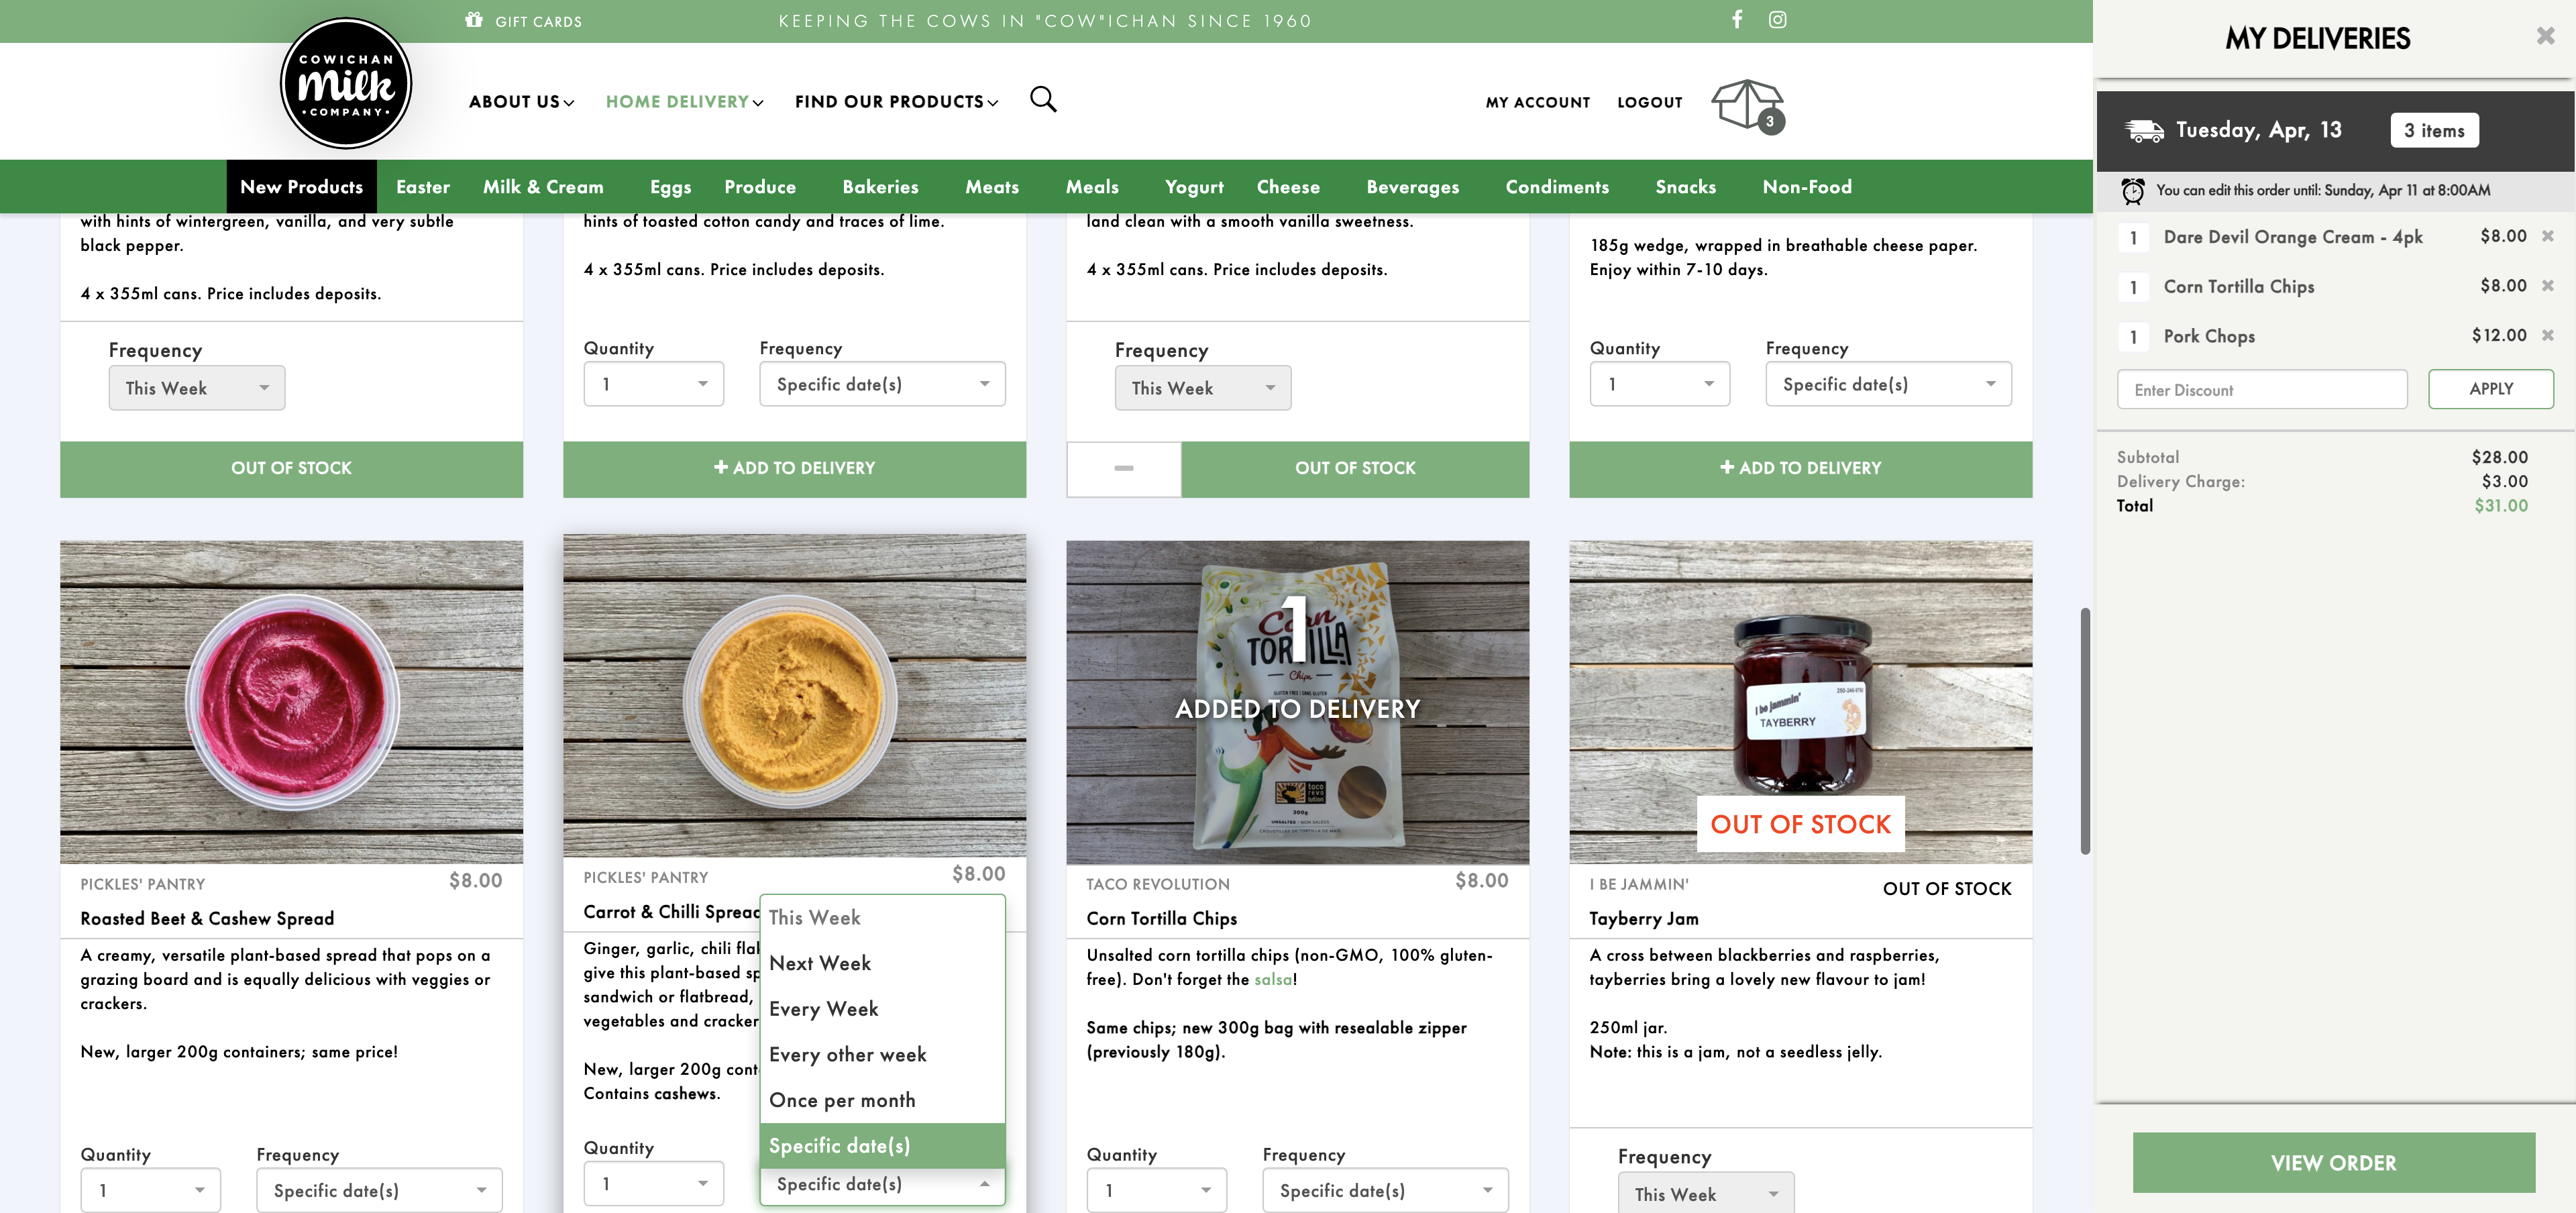 GIFT CARDS
KEEPING THE COWS IN "COW"ICHAN SINCE 1960
COWICHAN
milk
• COMPANY •
ABOUT US
HOME DELIVERY
FIND OUR PRODUCTS
MY ACCOUNT
LOGOUT
3
New Products
Easter
Milk & Cream
Eggs
Produce
Bakeries
Meats
Meals
Yogurt
Cheese
Beverages
Condiments
Snacks
Non-Food
with hints of wintergreen, vanilla, and very subtle
black pepper.
4 x 355ml cans. Price includes deposits.
Frequency
This Week
OUT OF STOCK
hints of toasted cotton candy and traces of lime.
4 x 355ml cans. Price includes deposits.
Quantity
Frequency
1
Specific date(s)
+ ADD TO DELIVERY
land clean with a smooth vanilla sweetness.
4 x 355ml cans. Price includes deposits.
Frequency
This Week
OUT OF STOCK
185g wedge, wrapped in breathable cheese paper.
Enjoy within 7-10 days.
Quantity
Frequency
1
Specific date(s)
+ ADD TO DELIVERY
PICKLES' PANTRY
$8.00
Roasted Beet & Cashew Spread
A creamy, versatile plant-based spread that pops on a
grazing board and is equally delicious with veggies or
crackers.
New, larger 200g containers; same price!
Quantity
Frequency
1
Specific date(s)
PICKLES' PANTRY
$8.00
Carrot & Chilli Spread
Ginger, garlic, chili
give this plant-based
sandwich or flatbread,
vegetables and
New, larger 200g
Contains cashews.
This Week
Next Week
Every Week
Every other week
Once per month
Specific date(s)
Quantity
1
Specific date(s)
Corn
TORTILLA
Chips
taco
revo
lution
300g
1
ADDED TO DELIVERY
TACO REVOLUTION
$8.00
Corn Tortilla Chips
Unsalted corn tortilla chips (non-GMO, 100% gluten-
free). Don't forget the salsa!
Same chips; new 300g bag with resealable zipper
(previously 180g).
Quantity
Frequency
1
Specific date(s)
I be jammin'
TAYBERRY
OUT OF STOCK
I BE JAMMIN'
OUT OF STOCK
Tayberry Jam
A cross between blackberries and raspberries,
tayberries bring a lovely new flavour to jam!
250ml jar.
Note: this is a jam, not a seedless jelly.
Frequency
This Week
MY DELIVERIES
Tuesday, Apr, 13
3 items
You can edit this order until: Sunday, Apr 11 at 8:00AM
1 Dare Devil Orange Cream - 4pk $8.00
1 Corn Tortilla Chips $8.00
1 Pork Chops $12.00
Enter Discount
APPLY
Subtotal $28.00
Delivery Charge: $3.00
Total $31.00
VIEW ORDER